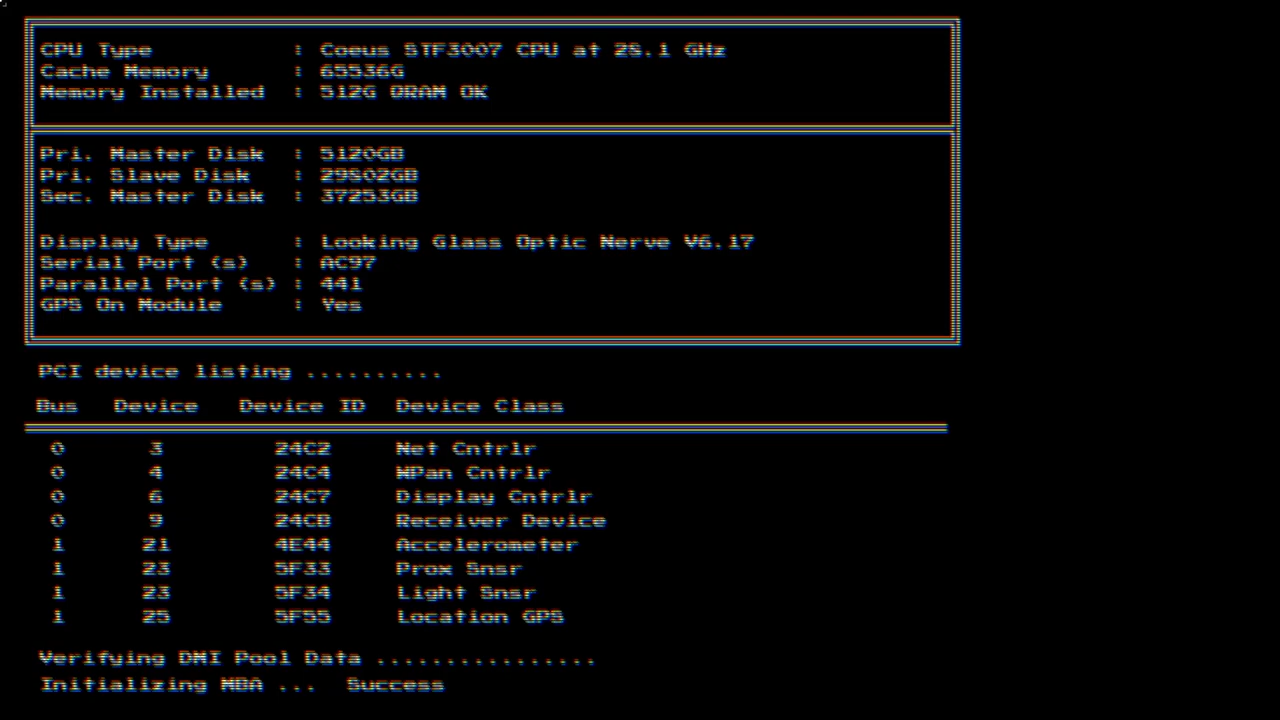 CPU Type : Coeus STF3007 CPU at 28.1 GHz
Cache Memory : 65536G
Memory Installed : 512G QRAM OK
Pri. Master Disk : 5120GB
Pri. Slave Disk : 29802GB
Sec. Master Disk : 37253GB
Display Type : Looking Glass Optic Nerve V6.17
Serial Port (s) : AC97
Parallel Port (s) : 441
GPS On Module : Yes
PCI device listing ..........
Bus Device Device ID Device Class
0 3 24C2 Net Cntrlr
0 4 24C4 WPan Cntrlr
0 6 24C7 Display Cntrlr
0 9 24CB Receiver Device
1 21 4E44 Accelerometer
1 23 5F33 Prox Snsr
1 23 5F34 Light Snsr
1 25 5F55 Location GPS
Verifying DMI Pool Data ................
Initializing MBA ... Success